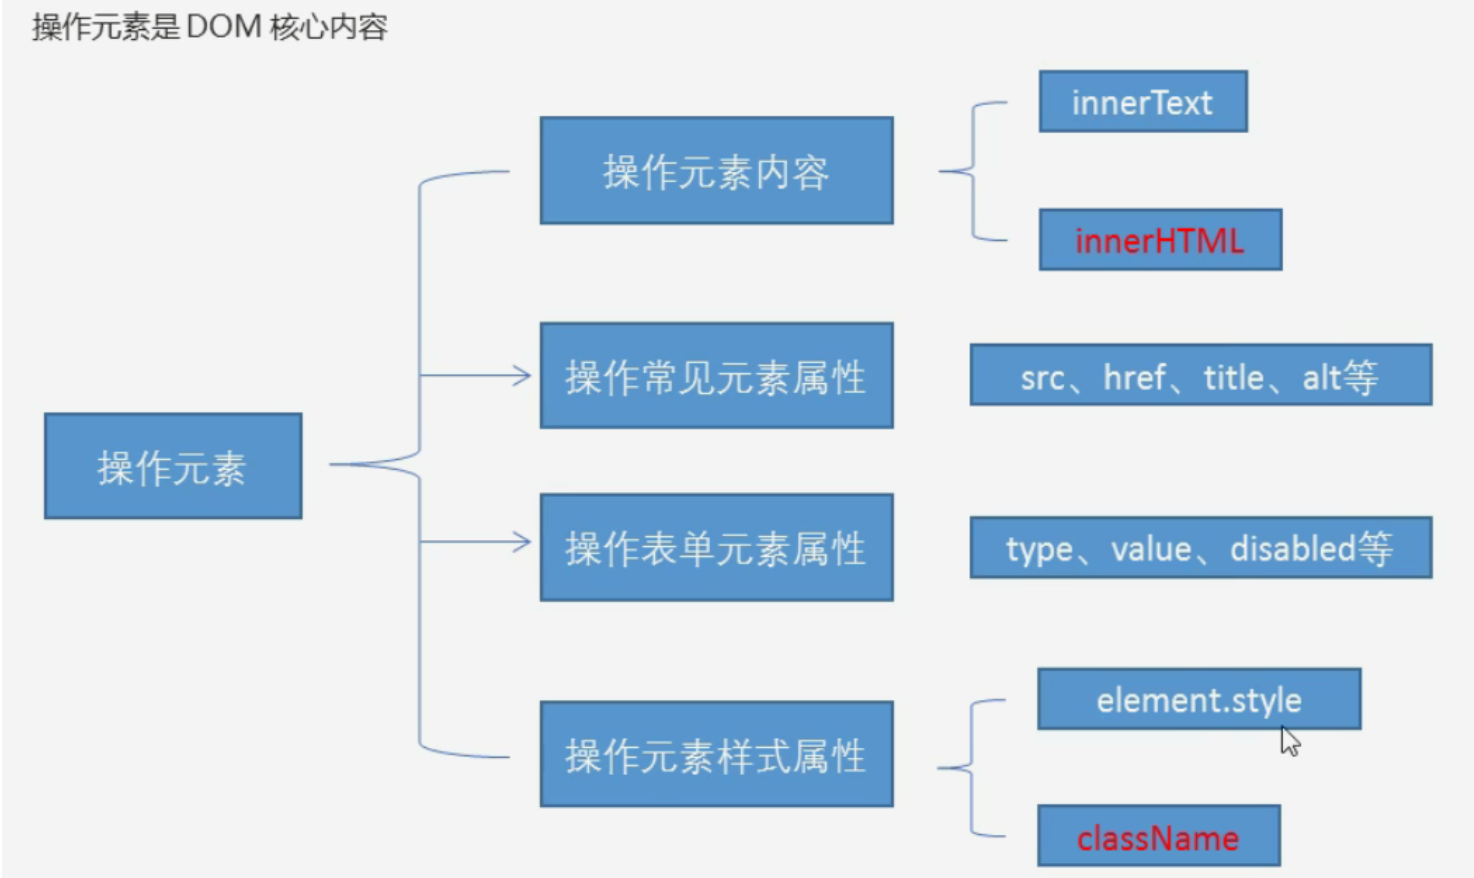 操作元素是 DOM 核心内容
操作元素
操作元素内容
innerText
innerHTML
操作常见元素属性
src、href、title、alt等
操作表单元素属性
type、value、disabled等
操作元素样式属性
element.style
className